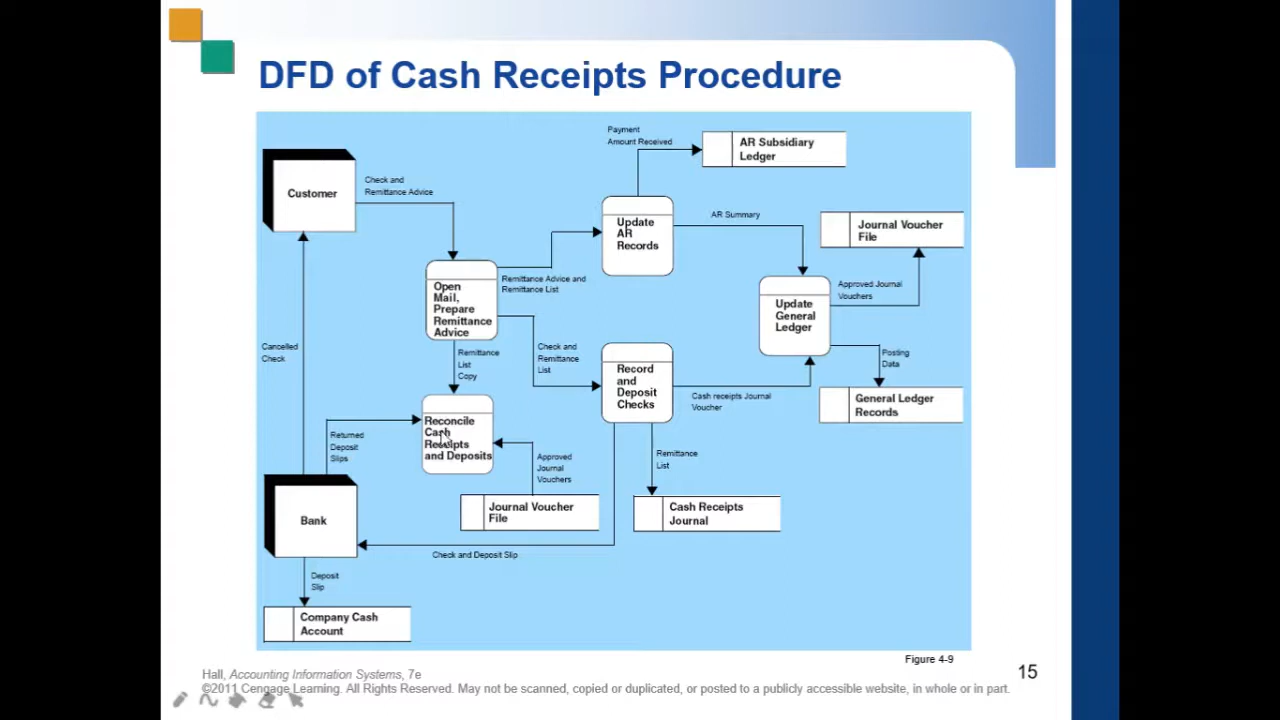 DFD of Cash Receipts Procedure
Payment
Amount Received
AR Subsidiary
Ledger
Customer
Check and
Remittance Advice
Update
AR
Records
AR Summary
Journal Voucher
File
Open
Mail,
Prepare
Remittance
Advice
Remittance Advice and
Remittance List
Update
General
Ledger
Approved Journal
Vouchers
Cancelled
Check
Remittance
List
Copy
Check and
Remittance
List
Record
and
Deposit
Checks
Posting
Data
Cash receipts Journal
Voucher
General Ledger
Records
Reconcile
Cash
Receipts
and Deposits
Returned
Deposit
Slips
Approved
Journal
Vouchers
Remittance
List
Bank
Journal Voucher
File
Cash Receipts
Journal
Check and Deposit Slip
Deposit
Slip
Company Cash
Account
Figure 4-9
Hall, Accounting Information Systems, 7e
15
©2011 Cengage Learning. All Rights Reserved. May not be scanned, copied or duplicated, or posted to a publicly accessible website, in whole or in part.